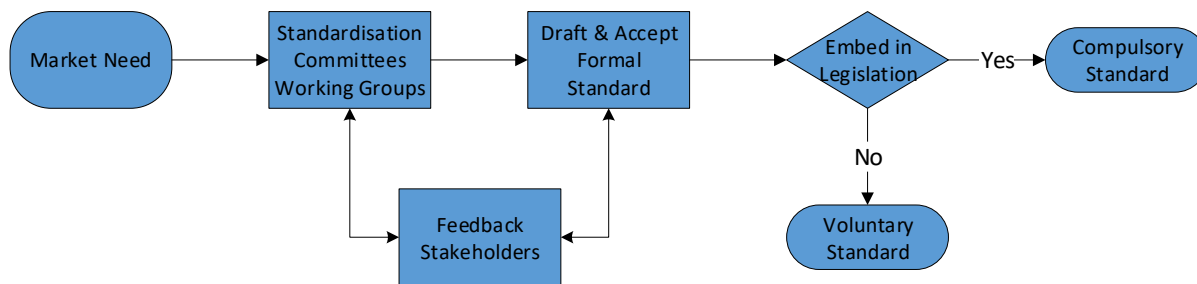 Market Need
Standardisation
Committees
Working Groups
Draft & Accept
Formal
Standard
Embed in
Legislation
Yes
Compulsory
Standard
No
Feedback
Stakeholders
Voluntary
Standard